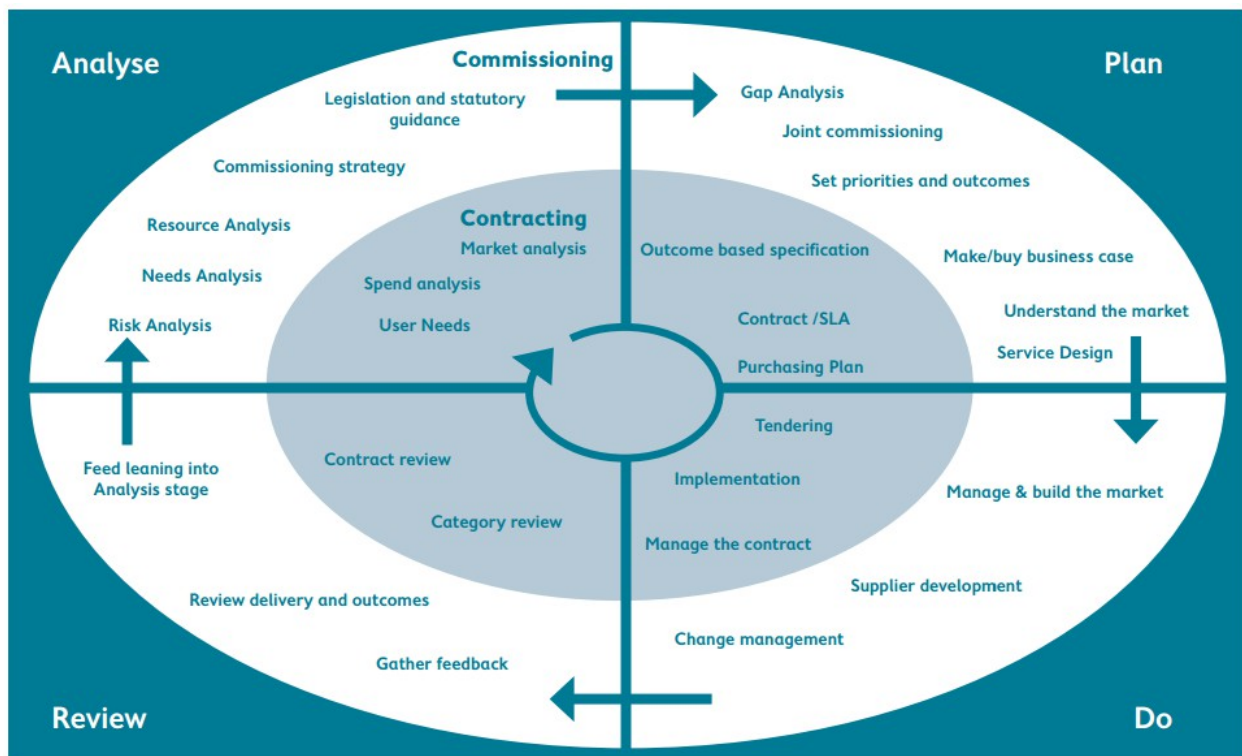 Analyse
Plan
Commissioning
Legislation and statutory
guidance
Commissioning strategy
Resource Analysis
Needs Analysis
Risk Analysis
Gap Analysis
Joint commissioning
Set priorities and outcomes
Make/buy business case
Understand the market
Service Design
Contracting
Market analysis
Spend analysis
User Needs
Outcome based specification
Contract /SLA
Purchasing Plan
Tendering
Implementation
Manage the contract
Contract review
Category review
Manage & build the market
Supplier development
Change management
Feed leaning into
Analysis stage
Review delivery and outcomes
Gather feedback
Review
Do